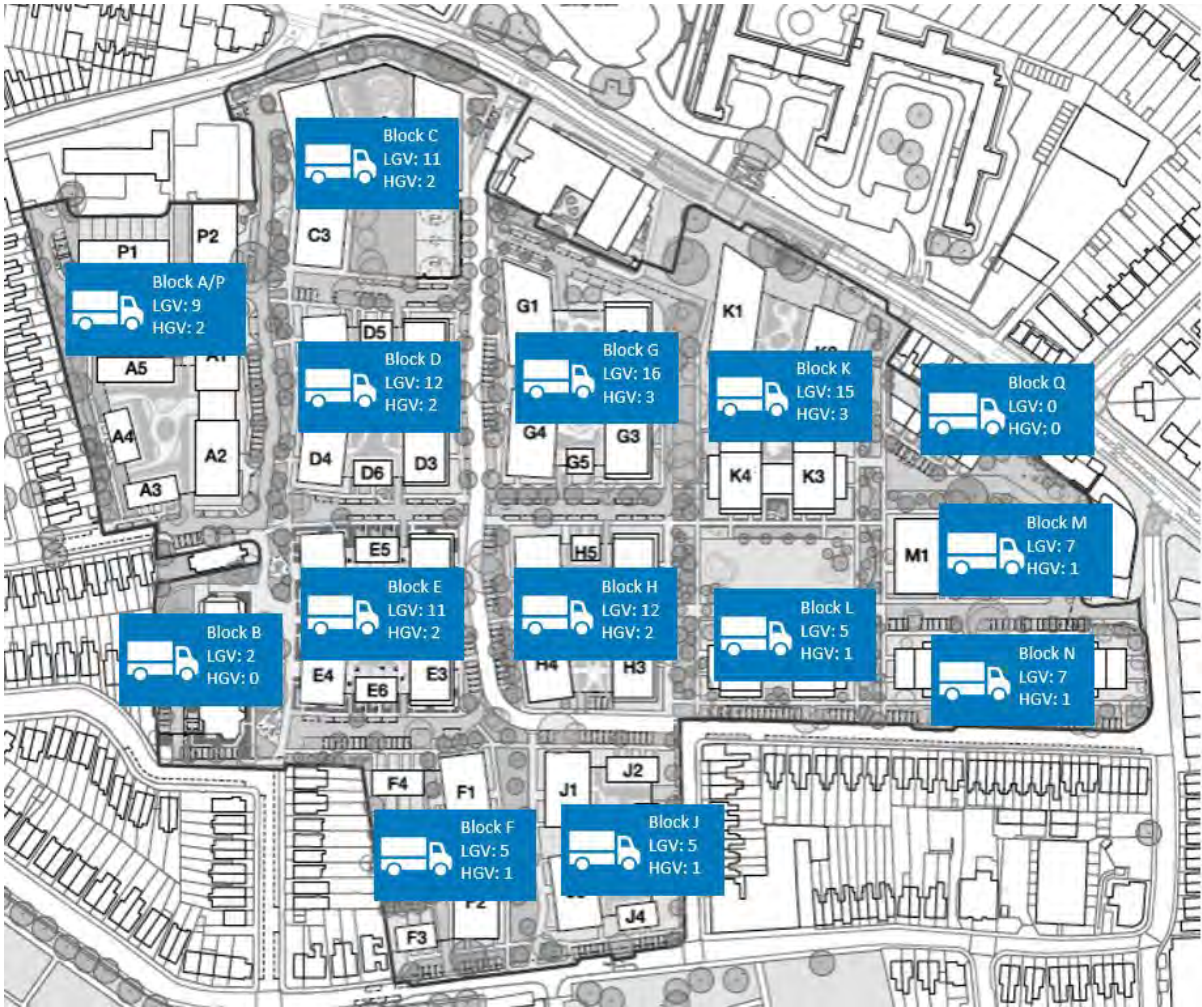 Block C
LGV: 11
HGV: 2
C3
P1
P2
Block A/P
LGV: 9
HGV: 2
A1
A5
A4
A2
A3
D5
Block D
LGV: 12
HGV: 2
D4
D6
D3
G1
Block G
LGV: 16
HGV: 3
G4
G5
G3
K1
Block K
LGV: 15
HGV: 3
K4
K3
Block Q
LGV: 0
HGV: 0
Block M
LGV: 7
HGV: 1
M1
E5
Block E
LGV: 11
HGV: 2
E4
E6
E3
H5
Block H
LGV: 12
HGV: 2
H4
H3
Block L
LGV: 5
HGV: 1
Block N
LGV: 7
HGV: 1
Block B
LGV: 2
HGV: 0
F4
F1
Block F
LGV: 5
HGV: 1
F2
F3
J1
J2
Block J
LGV: 5
HGV: 1
J4